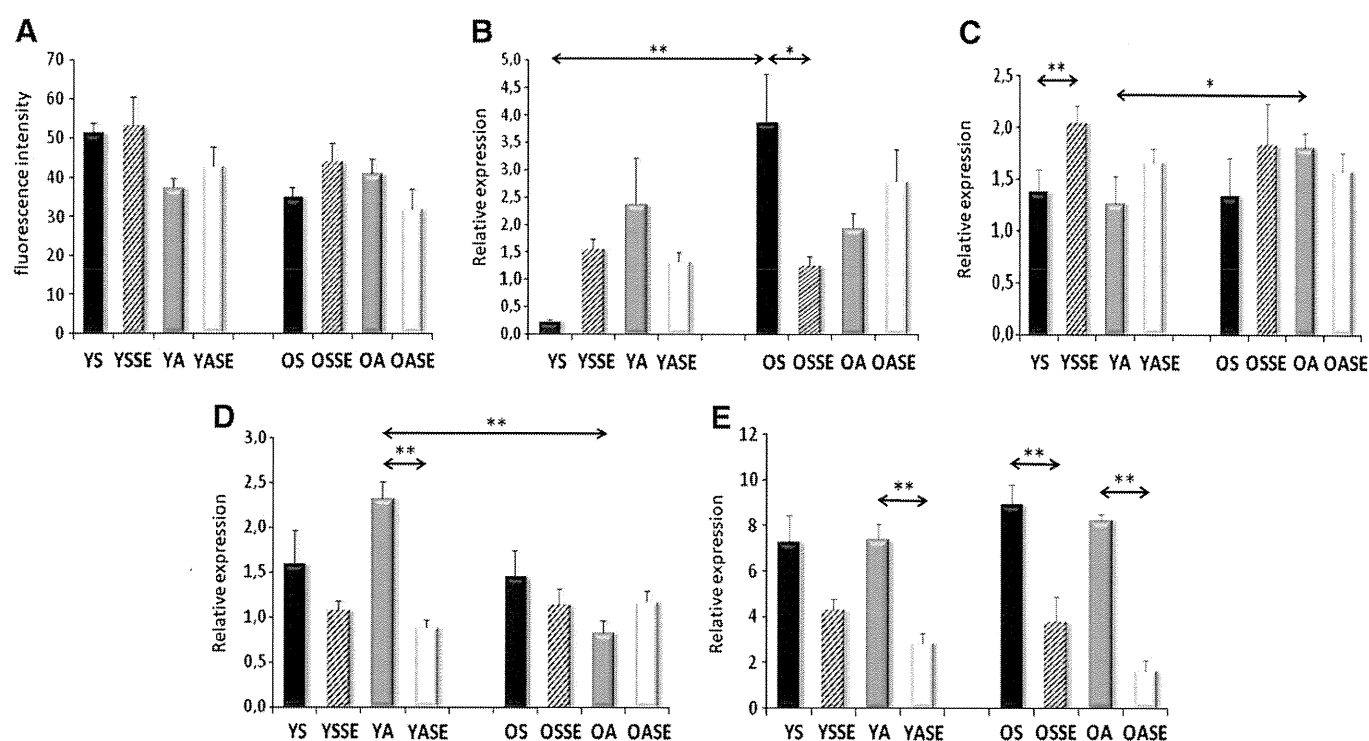 A
fluorescence intensity
70
60
50
40
30
20
10
0
YS YSSE YA YASE OS OSSE OA OASE
B
Relative expression
5,0
4,5
4,0
3,5
3,0
2,5
2,0
1,5
1,0
0,5
0,0
** *
YS YSSE YA YASE OS OSSE OA OASE
C
Relative expression
2,5
2,0
1,5
1,0
0,5
0,0
** *
YS YSSE YA YASE OS OSSE OA OASE
D
Relative expression
3,0
2,5
2,0
1,5
1,0
0,5
0,0
**
**
YS YSSE YA YASE OS OSSE OA OASE
E
Relative expression
12
10
8
6
4
2
0
** ** **
YS YSSE YA YASE OS OSSE OA OASE